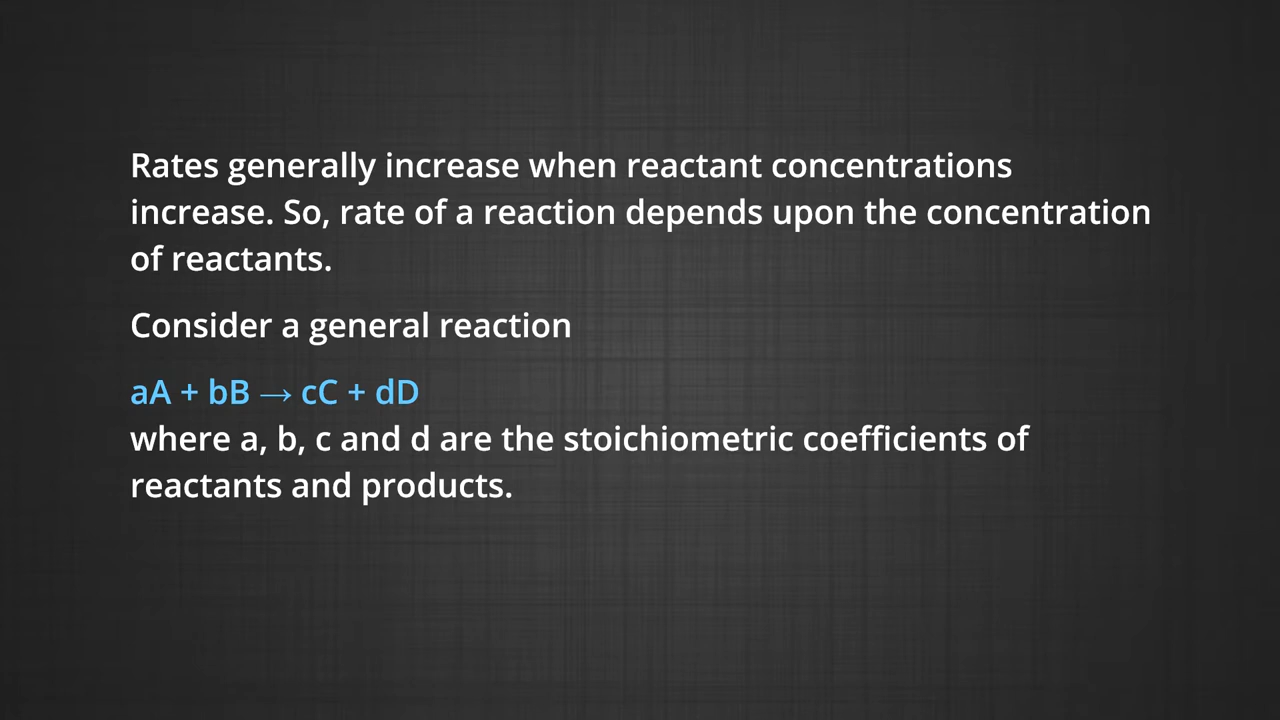 Rates generally increase when reactant concentrations
increase. So, rate of a reaction depends upon the concentration
of reactants.
Consider a general reaction
aA + bB → cC + dD
where a, b, c and d are the stoichiometric coefficients of
reactants and products.